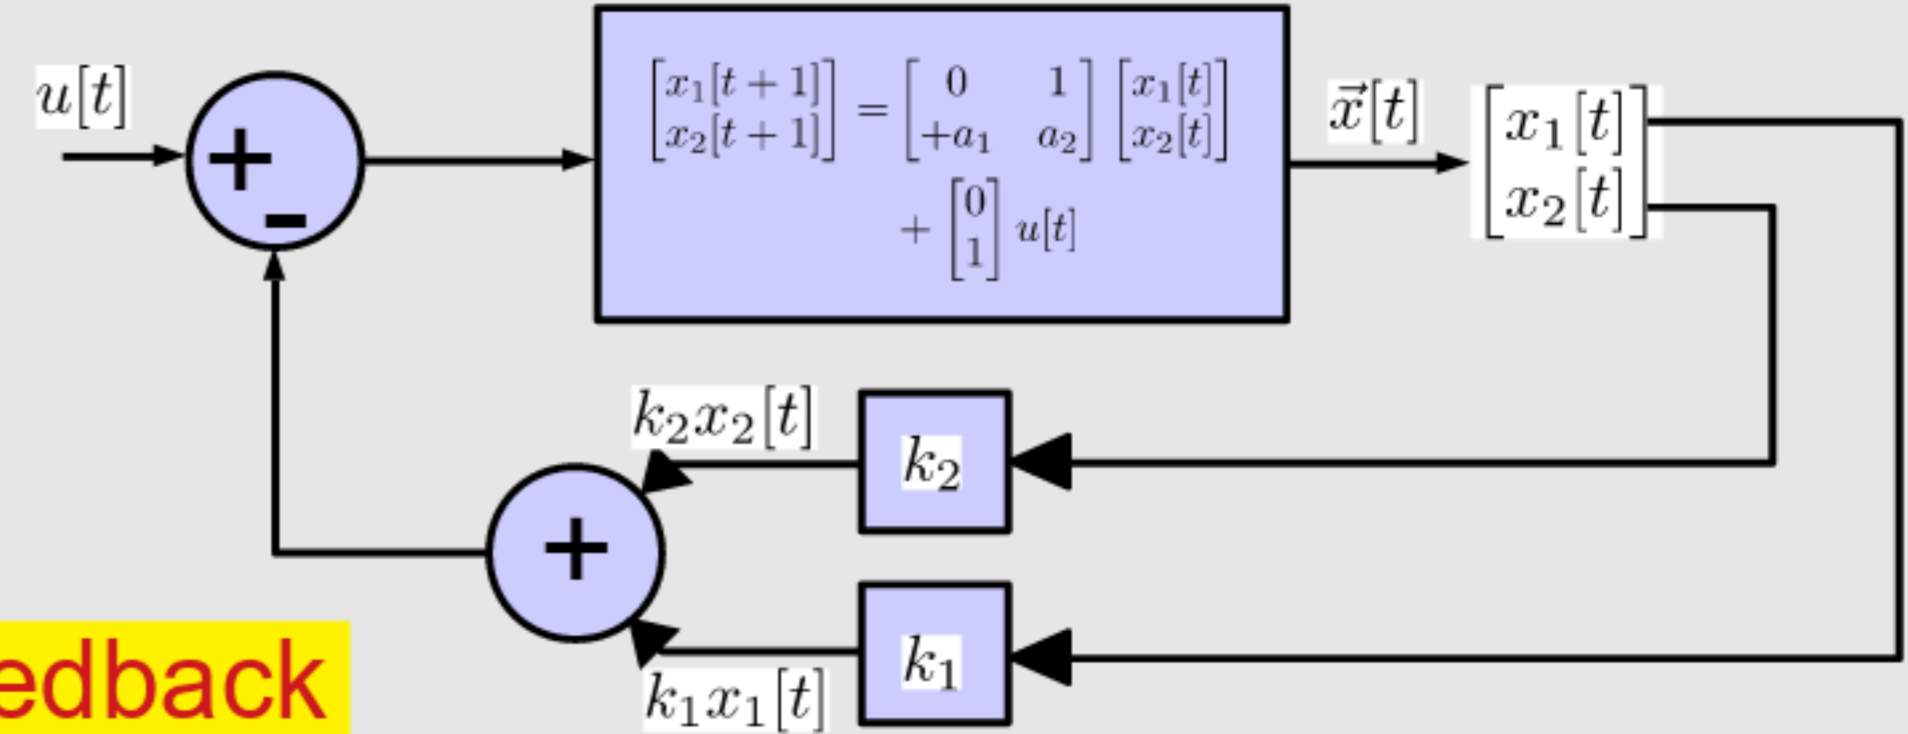 u[t]
+
-
[x₁[t + 1]] = [0 1] [x₁[t]]
[x₂[t + 1]] [+a₁ a₂] [x₂[t]]
+ [0] u[t]
[1]
x⃗[t]
[x₁[t]]
[x₂[t]]
k₂x₂[t]
k₂
+
k₁
k₁x₁[t]
edback